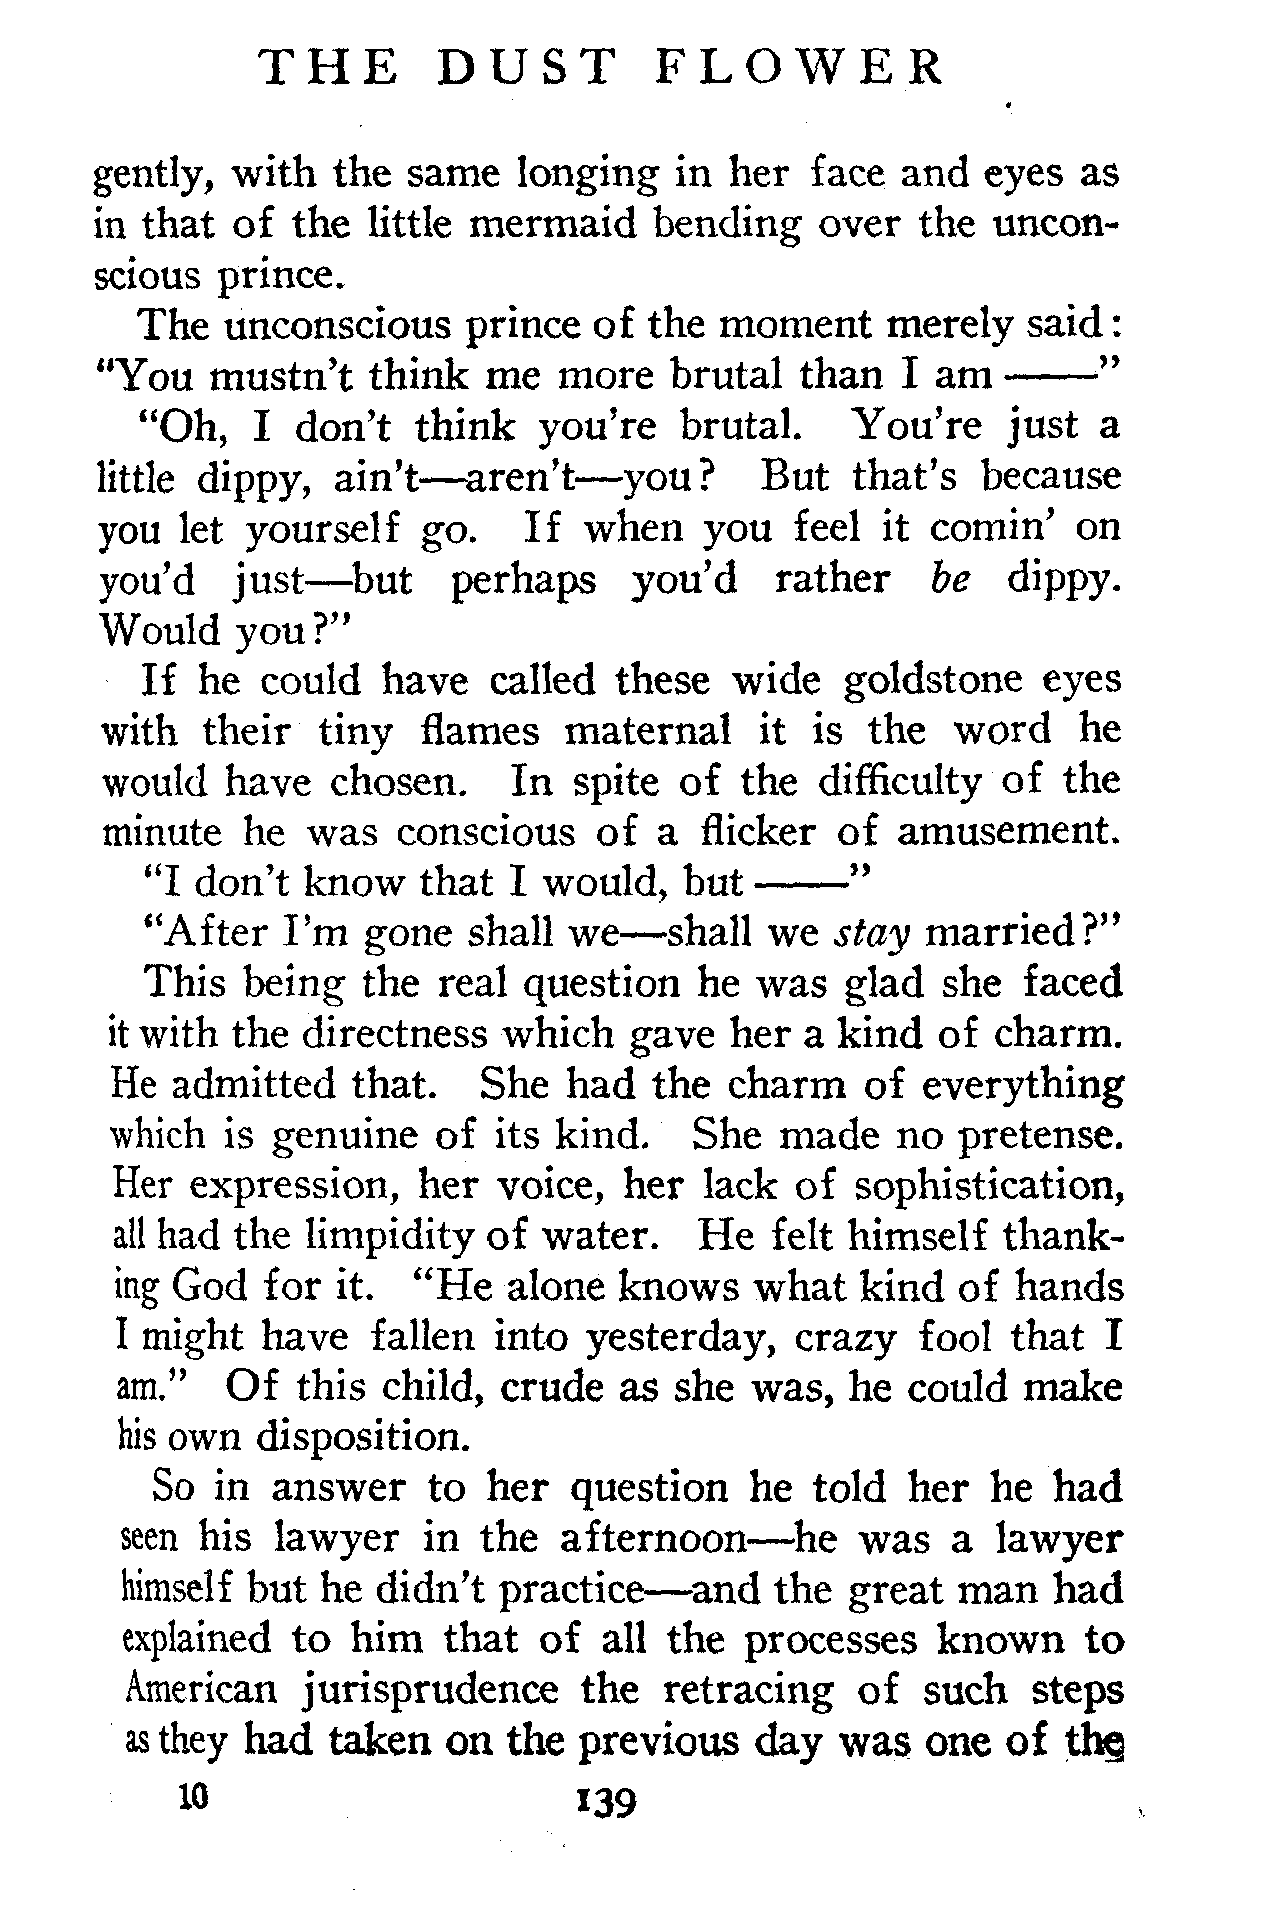 THE DUST FLOWER
gently, with the same longing in her face and eyes as
in that of the little mermaid bending over the uncon-
scious prince.
The unconscious prince of the moment merely said:
“You mustn’t think me more brutal than I am ——”
“Oh, I don’t think you’re brutal. You’re just a
little dippy, ain’t—aren’t—you? But that’s because
you let yourself go. If when you feel it comin’ on
you’d just—but perhaps you’d rather be dippy.
Would you?”
If he could have called these wide goldstone eyes
with their tiny flames maternal it is the word he
would have chosen. In spite of the difficulty of the
minute he was conscious of a flicker of amusement.
“I don’t know that I would, but ——”
“After I’m gone shall we—shall we stay married?”
This being the real question he was glad she faced
it with the directness which gave her a kind of charm.
He admitted that. She had the charm of everything
which is genuine of its kind. She made no pretense.
Her expression, her voice, her lack of sophistication,
all had the limpidity of water. He felt himself thank-
ing God for it. “He alone knows what kind of hands
I might have fallen into yesterday, crazy fool that I
am.” Of this child, crude as she was, he could make
his own disposition.
So in answer to her question he told her he had
seen his lawyer in the afternoon—he was a lawyer
himself but he didn’t practice—and the great man had
explained to him that of all the processes known to
American jurisprudence the retracing of such steps
as they had taken on the previous day was one of the
10 139